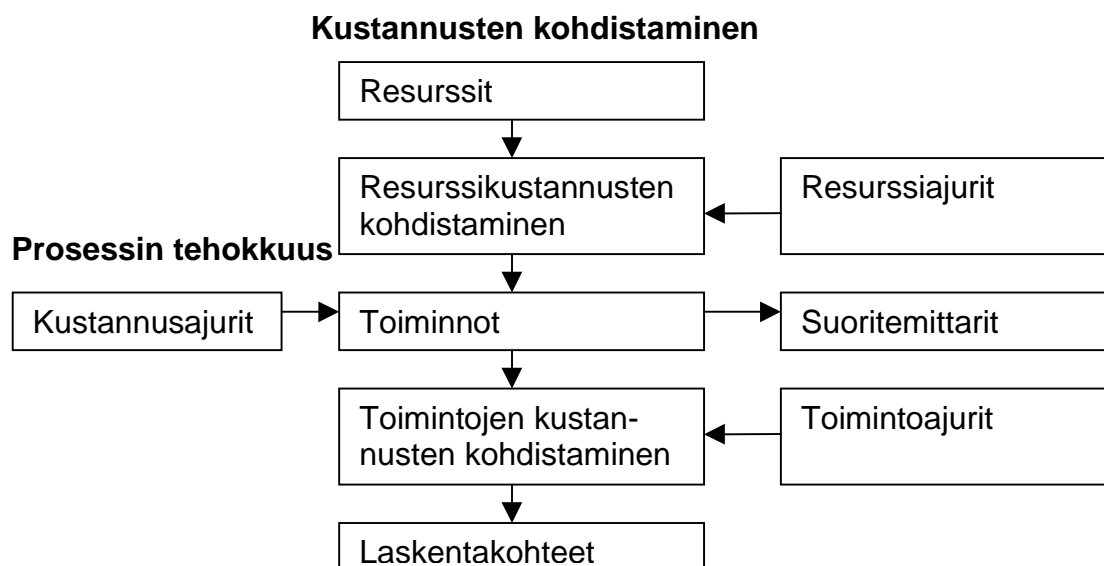 Kustannusten kohdistaminen
Resurssit
Resurssikustannusten
kohdistaminen
Resurssiajurit
Prosessin tehokkuus
Kustannusajurit
Toiminnot
Suoritemittarit
Toimintojen kustan-
nusten kohdistaminen
Toimintoajurit
Laskentakohteet